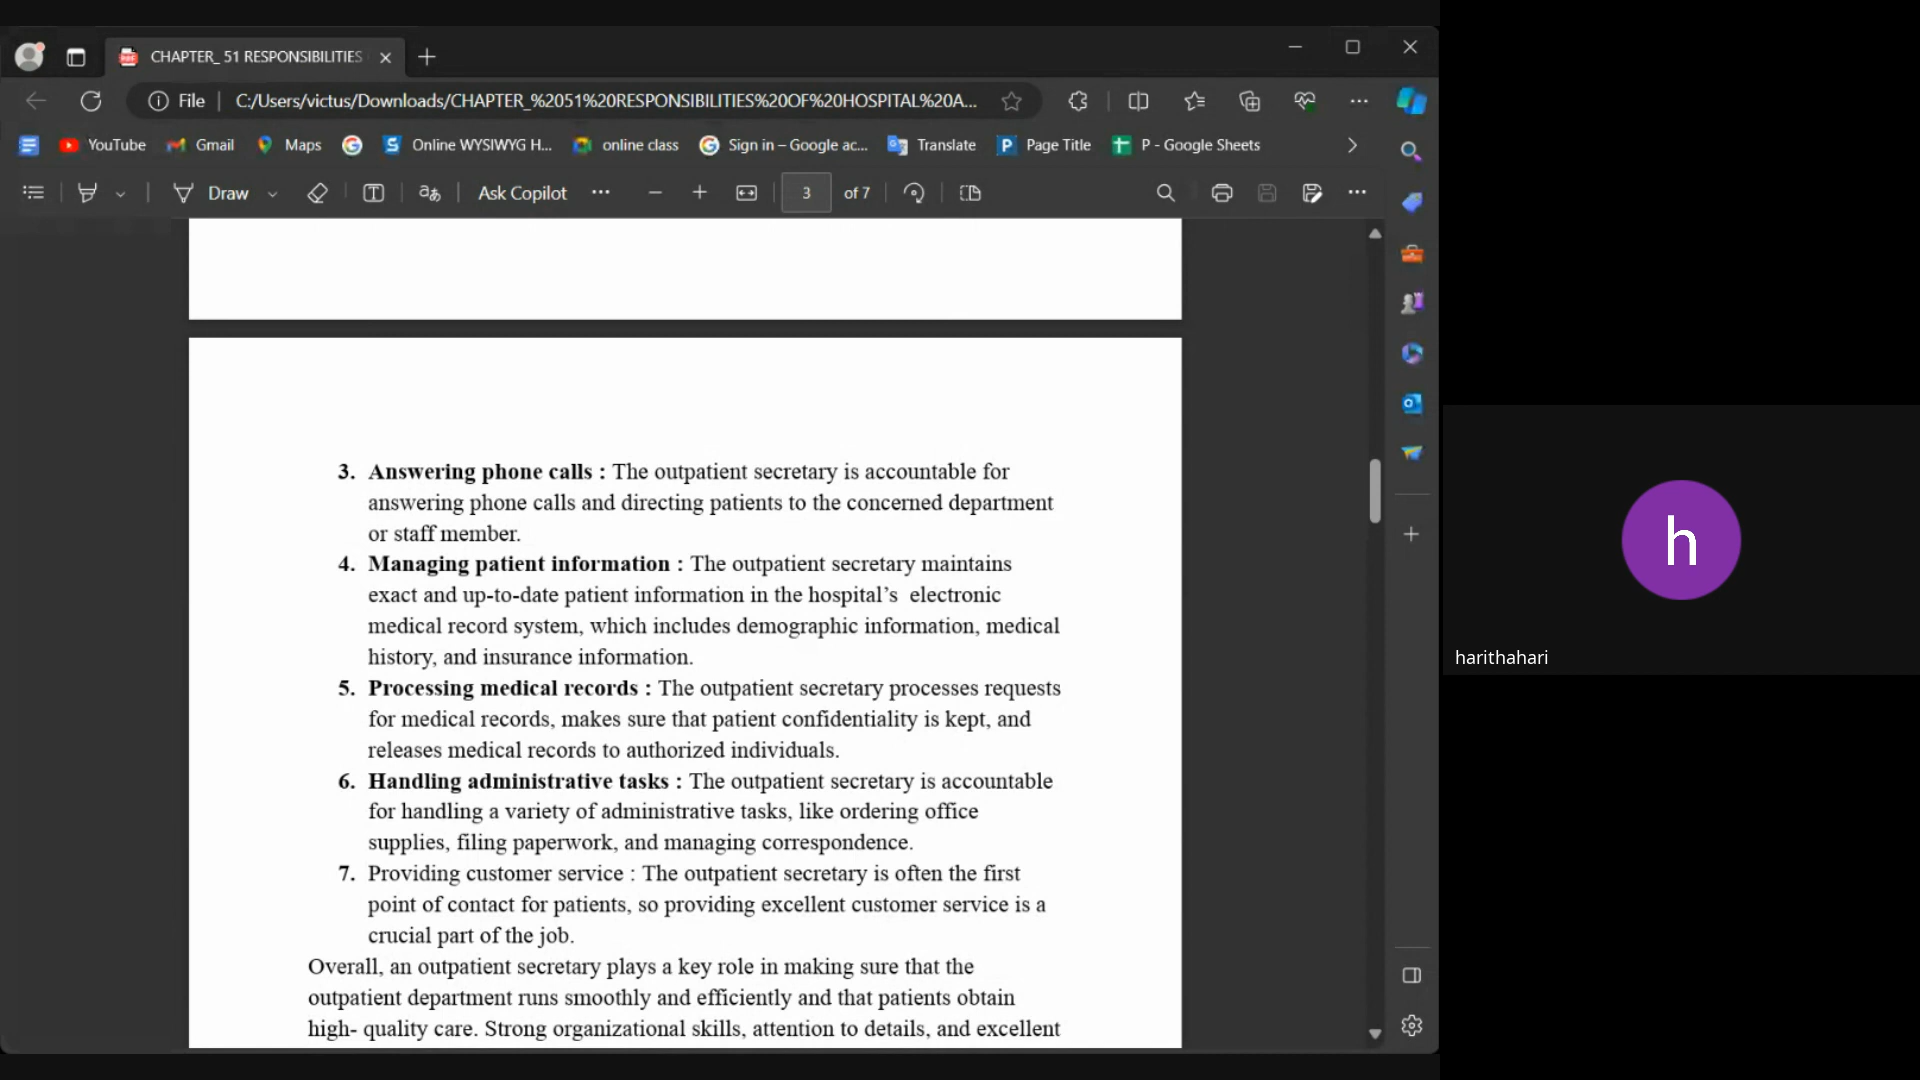 CHAPTER_ 51 RESPONSIBILITIES
File
C:/Users/victus/Downloads/CHAPTER_%2051%20RESPONSIBILITIES%20OF%20HOSPITAL%20A...
YouTube
Gmail
Maps
Online WYSIWYG H...
online class
Sign in – Google ac...
Translate
Page Title
P - Google Sheets
Draw
Ask Copilot
3 of 7
3. Answering phone calls : The outpatient secretary is accountable for
answering phone calls and directing patients to the concerned department
or staff member.
4. Managing patient information : The outpatient secretary maintains
exact and up-to-date patient information in the hospital’s  electronic
medical record system, which includes demographic information, medical
history, and insurance information.
5. Processing medical records : The outpatient secretary processes requests
for medical records, makes sure that patient confidentiality is kept, and
releases medical records to authorized individuals.
6. Handling administrative tasks : The outpatient secretary is accountable
for handling a variety of administrative tasks, like ordering office
supplies, filing paperwork, and managing correspondence.
7. Providing customer service : The outpatient secretary is often the first
point of contact for patients, so providing excellent customer service is a
crucial part of the job.
Overall, an outpatient secretary plays a key role in making sure that the
outpatient department runs smoothly and efficiently and that patients obtain
high- quality care. Strong organizational skills, attention to details, and excellent
h
harithahari